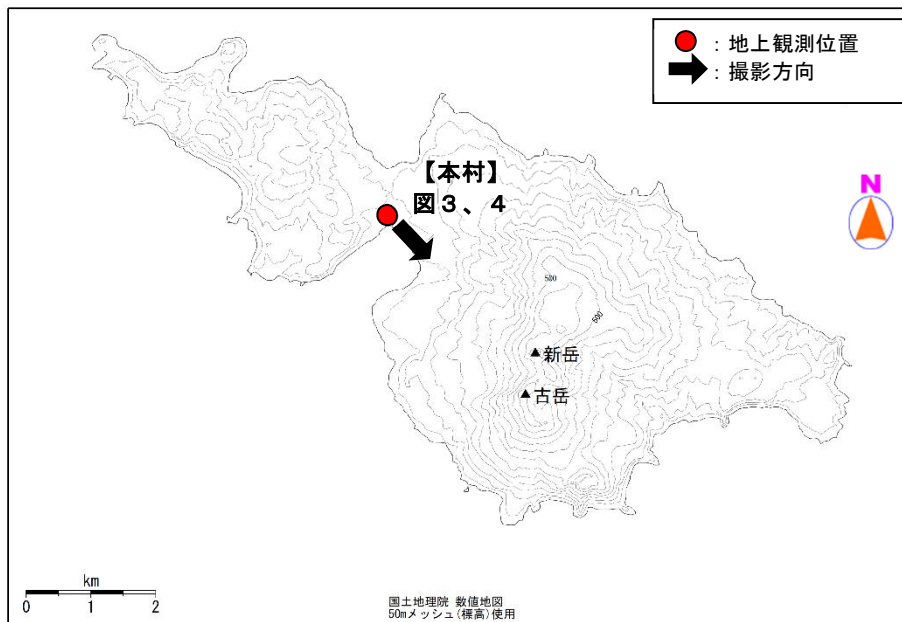 ：地上観測位置
：撮影方向
【本村】
図３、４
N
500
500
▲新岳
▲古岳
km
0 1 2
国土地理院 数値地図
50mメッシュ(標高)使用